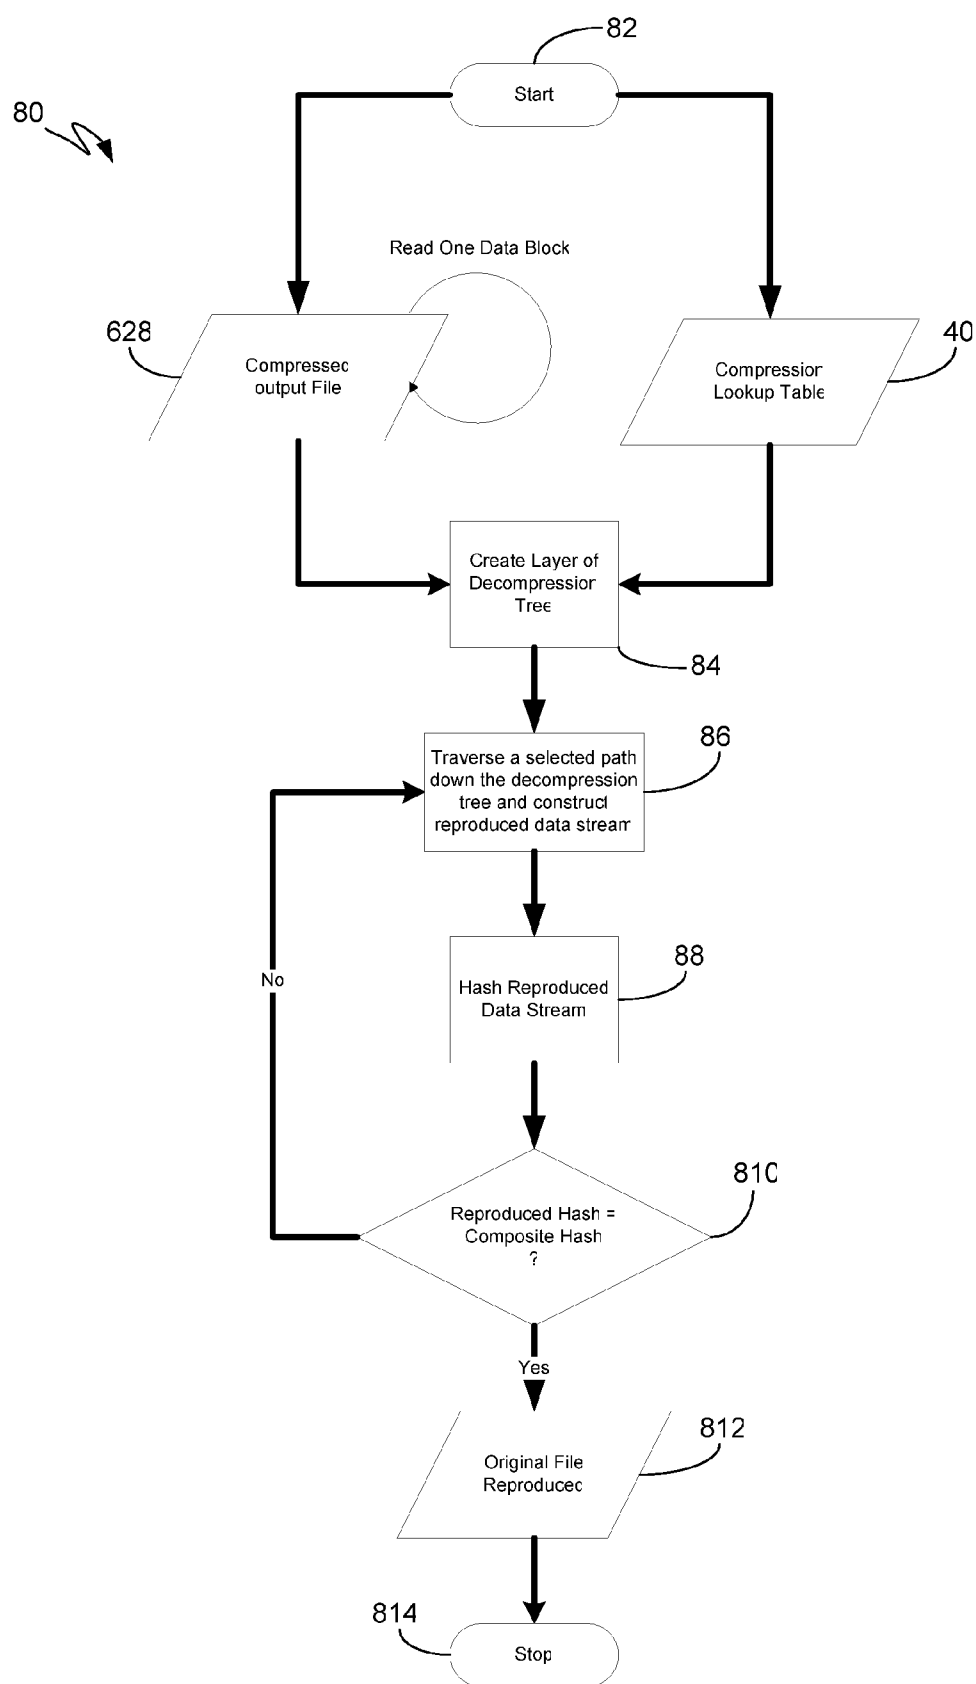 82
Start
80
Read One Data Block
628
Compressed
output File
40
Compression
Lookup Table
Create Layer of
Decompression
Tree
84
86
Traverse a selected path
down the decompression
tree and construct
reproduced data stream
88
Hash Reproduced
Data Stream
No
810
Reproduced Hash =
Composite Hash
?
Yes
812
Original File
Reproduced
814
Stop